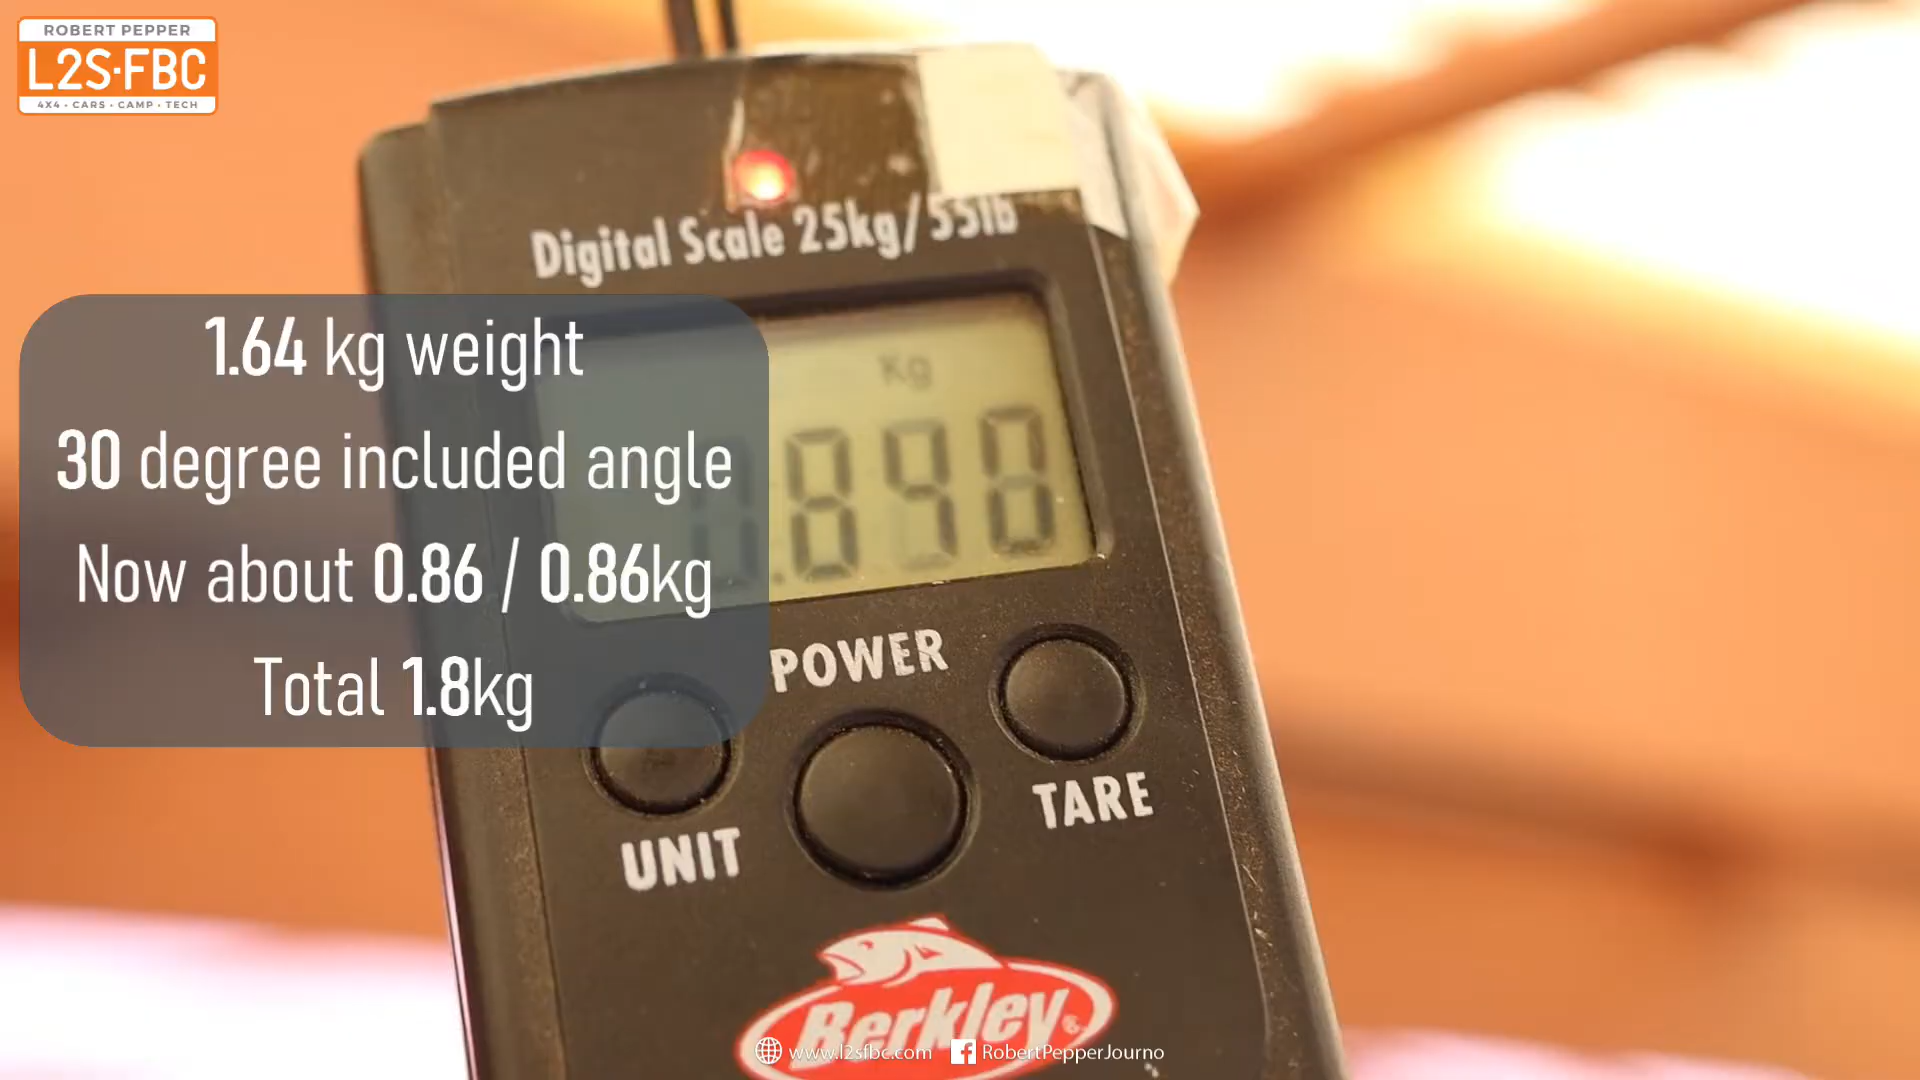 ROBERT PEPPER
L2S·FBC
4X4 • CARS • CAMP • TECH
Digital Scale 25kg/55lb
1.64 kg weight
30 degree included angle
Now about 0.86 / 0.86kg
Total 1.8kg
Kg
0.890
POWER
UNIT
TARE
Berkley®
www.l2sfbc.com
RobertPepperJourno